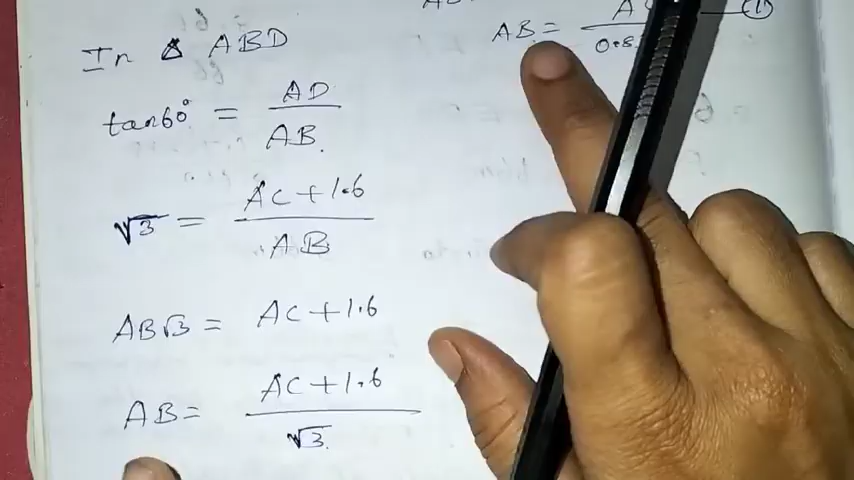 In Δ ABD
tan60° = AD / AB.
√3 = AC + 1.6 / AB
AB√3 = AC + 1.6
AB = AC + 1.6 / √3.
AB =
①